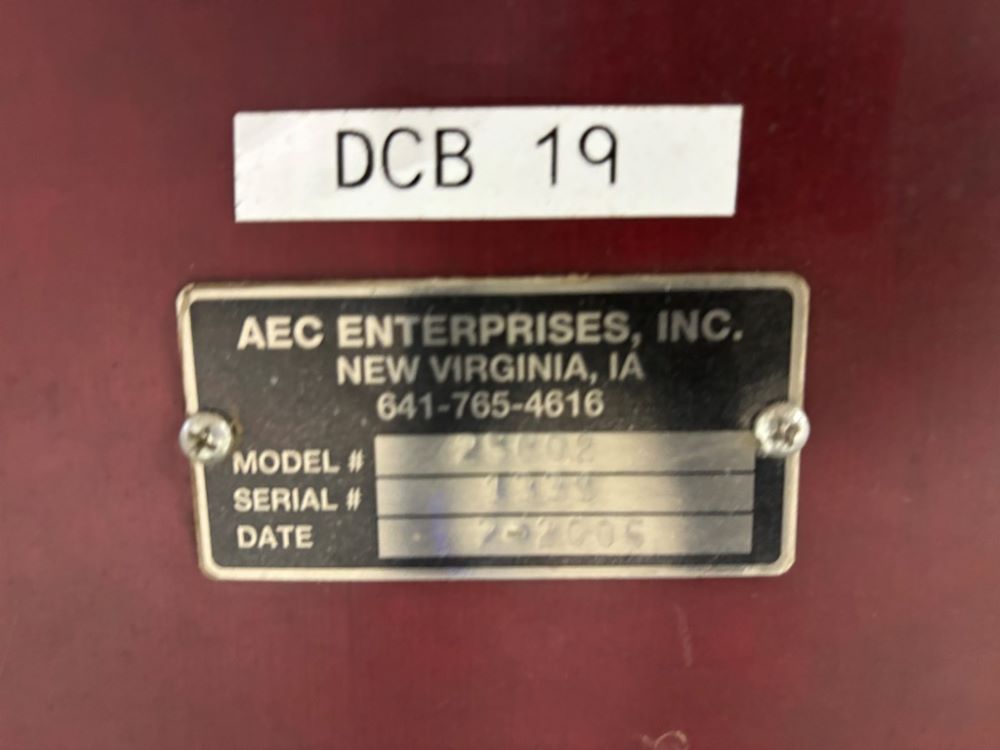 DCB 19
AEC ENTERPRISES, INC.
NEW VIRGINIA, IA
641-765-4616
MODEL #
SERIAL #
DATE